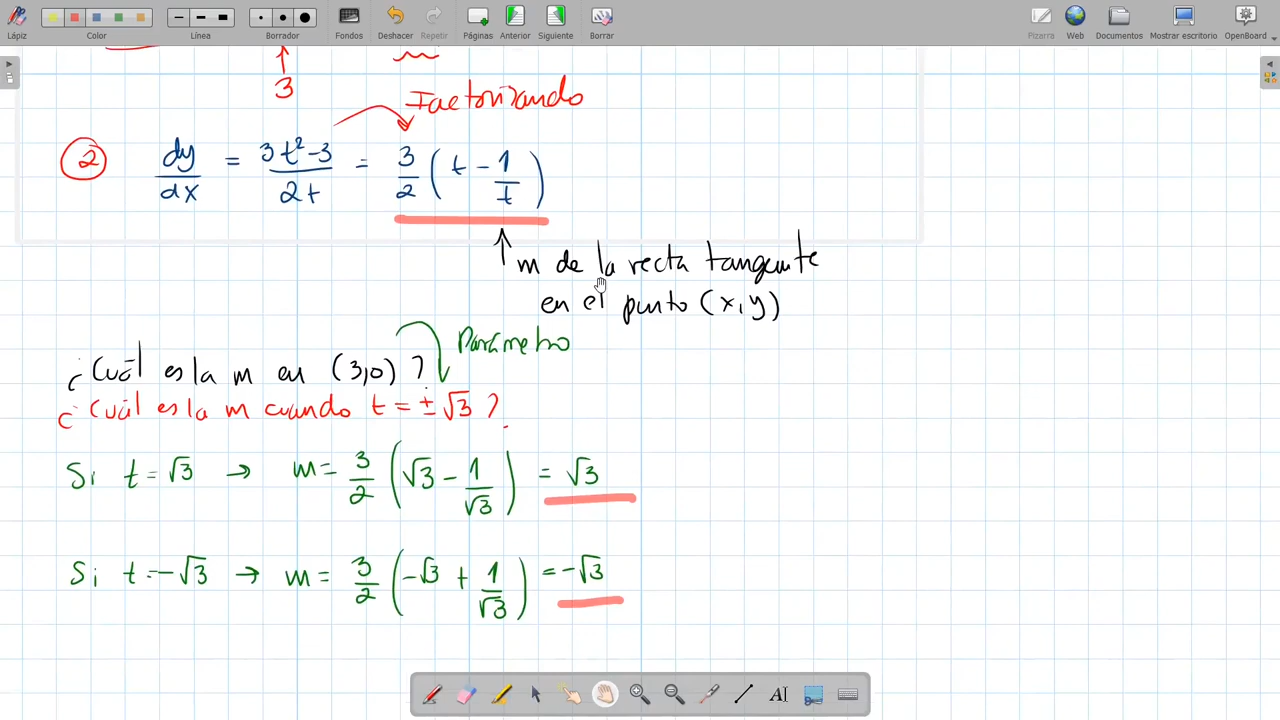 Lápiz Color Línea Borrador Fondos Deshacer Repetir Páginas Anterior Siguiente Borrar Pizarra Web Documentos Mostrar escritorio OpenBoard
3
Factorizando
2 dy/dx = 3t²-3/2t = 3/2 (t - 1/t)
m de la recta tangente
en el punto (x,y)
Parámetro
¿Cuál es la m en (3,0)?
¿Cuál es la m cuando t = ±√3?
Si t=√3 → m= 3/2 (√3 - 1/√3) = √3
Si t=-√3 → m= 3/2 (-√3 + 1/√3) = -√3
AI